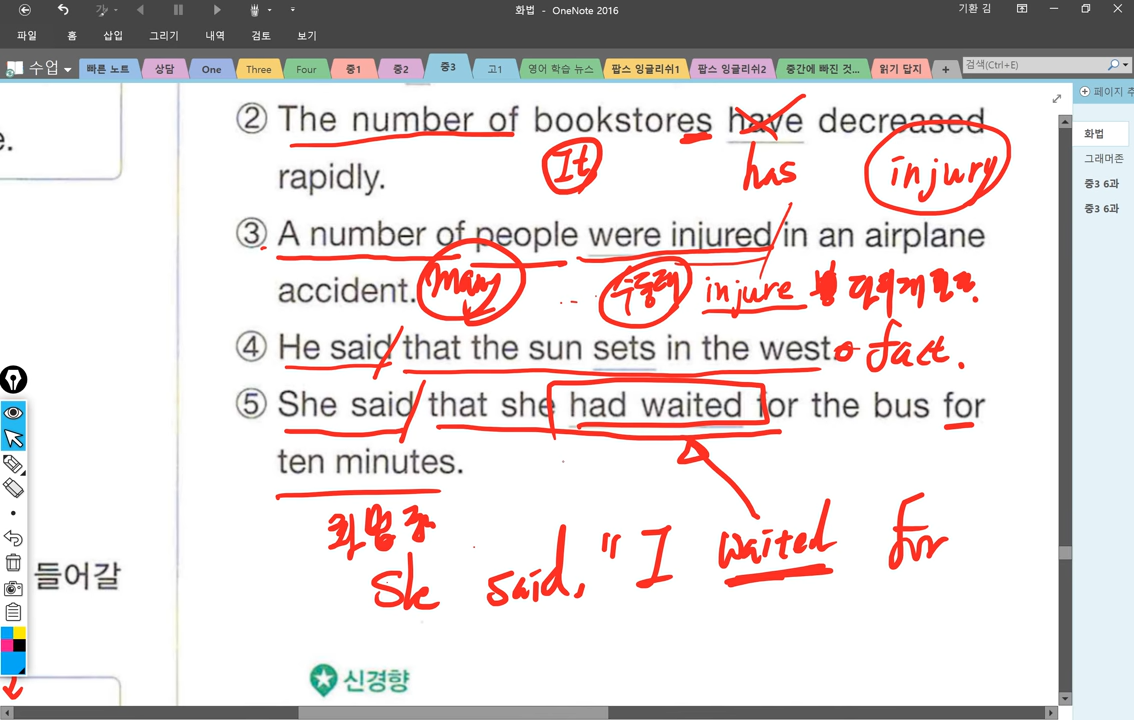 화법 - OneNote 2016
기환 김
파일 홈 삽입 그리기 내역 검토 보기
수업 빠른 노트 상담 One Three Four 중1 중2 중3 고1 영어 학습 뉴스 팝스 잉글리쉬1 팝스 잉글리쉬2 중간에 빠진 것... 읽기 답지 + 검색(Ctrl+E)
페이지 추
화법
그래머존
중3 6과
중3 6과
e.
② The number of bookstores have decreased
rapidly. It has injury
③ A number of people were injured in an airplane
accident. many 수동태 injure
④ He said that the sun sets in the west. fact.
⑤ She said that she had waited for the bus for
ten minutes.
She said, "I waited for
들어갈
신경향